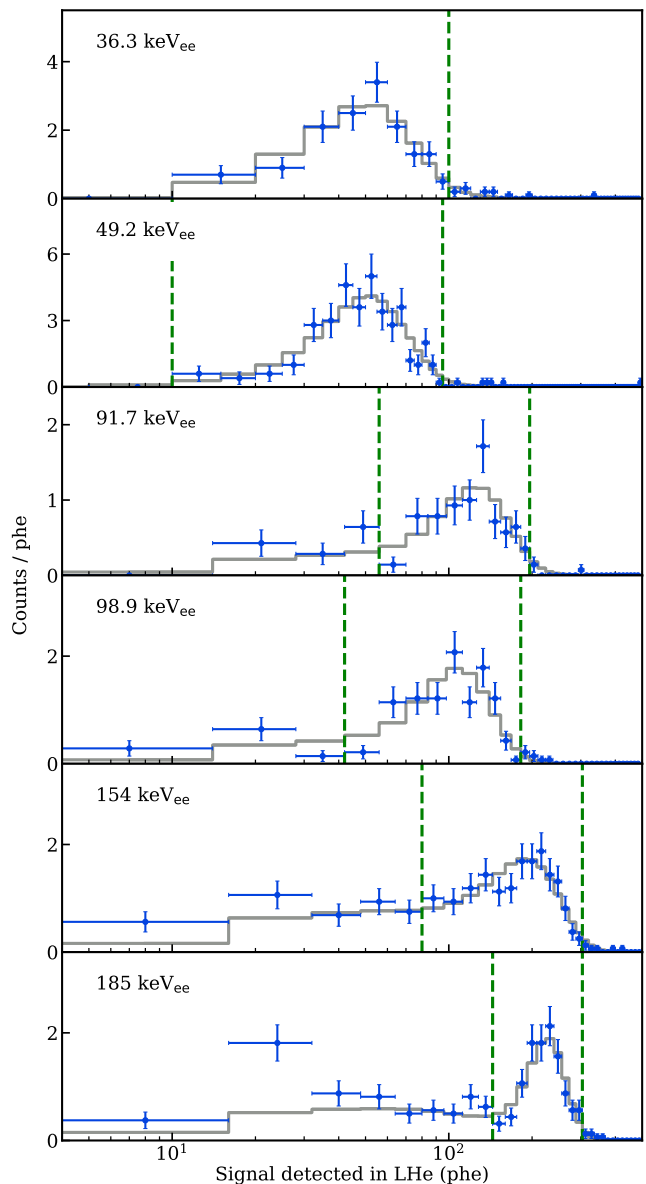 36.3 keVee
4
2
0
49.2 keVee
6
3
0
91.7 keVee
2
1
0
Counts / phe
98.9 keVee
2
0
154 keVee
2
0
185 keVee
2
0
10¹ 10²
Signal detected in LHe (phe)